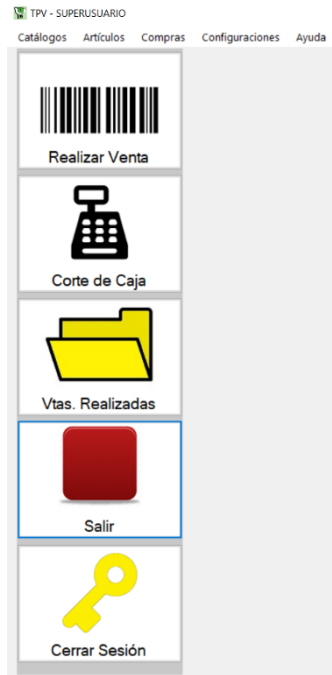 TPV - SUPERUSUARIO
Catálogos Artículos Compras Configuraciones Ayuda
Realizar Venta
Corte de Caja
Vtas. Realizadas
Salir
Cerrar Sesión